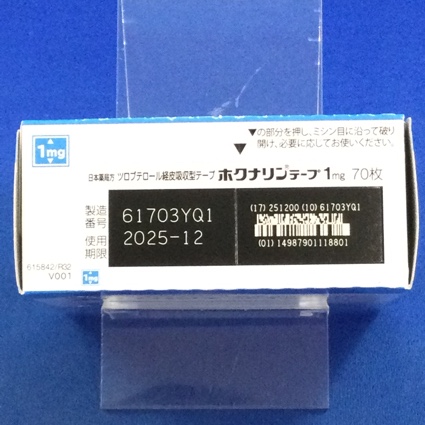 1mg
▼の部分を押し、ミシン目に沿って破り
開け、必要に応じてお使いください。
日本薬局方 ツロブテロール経皮吸収型テープ ホクナリン®テープ1mg 70枚
製造番号 61703YQ1
使用期限 2025-12
(17) 251200 (10) 61703YQ1
(01) 14987901118801
615842/R32
V001
1mg